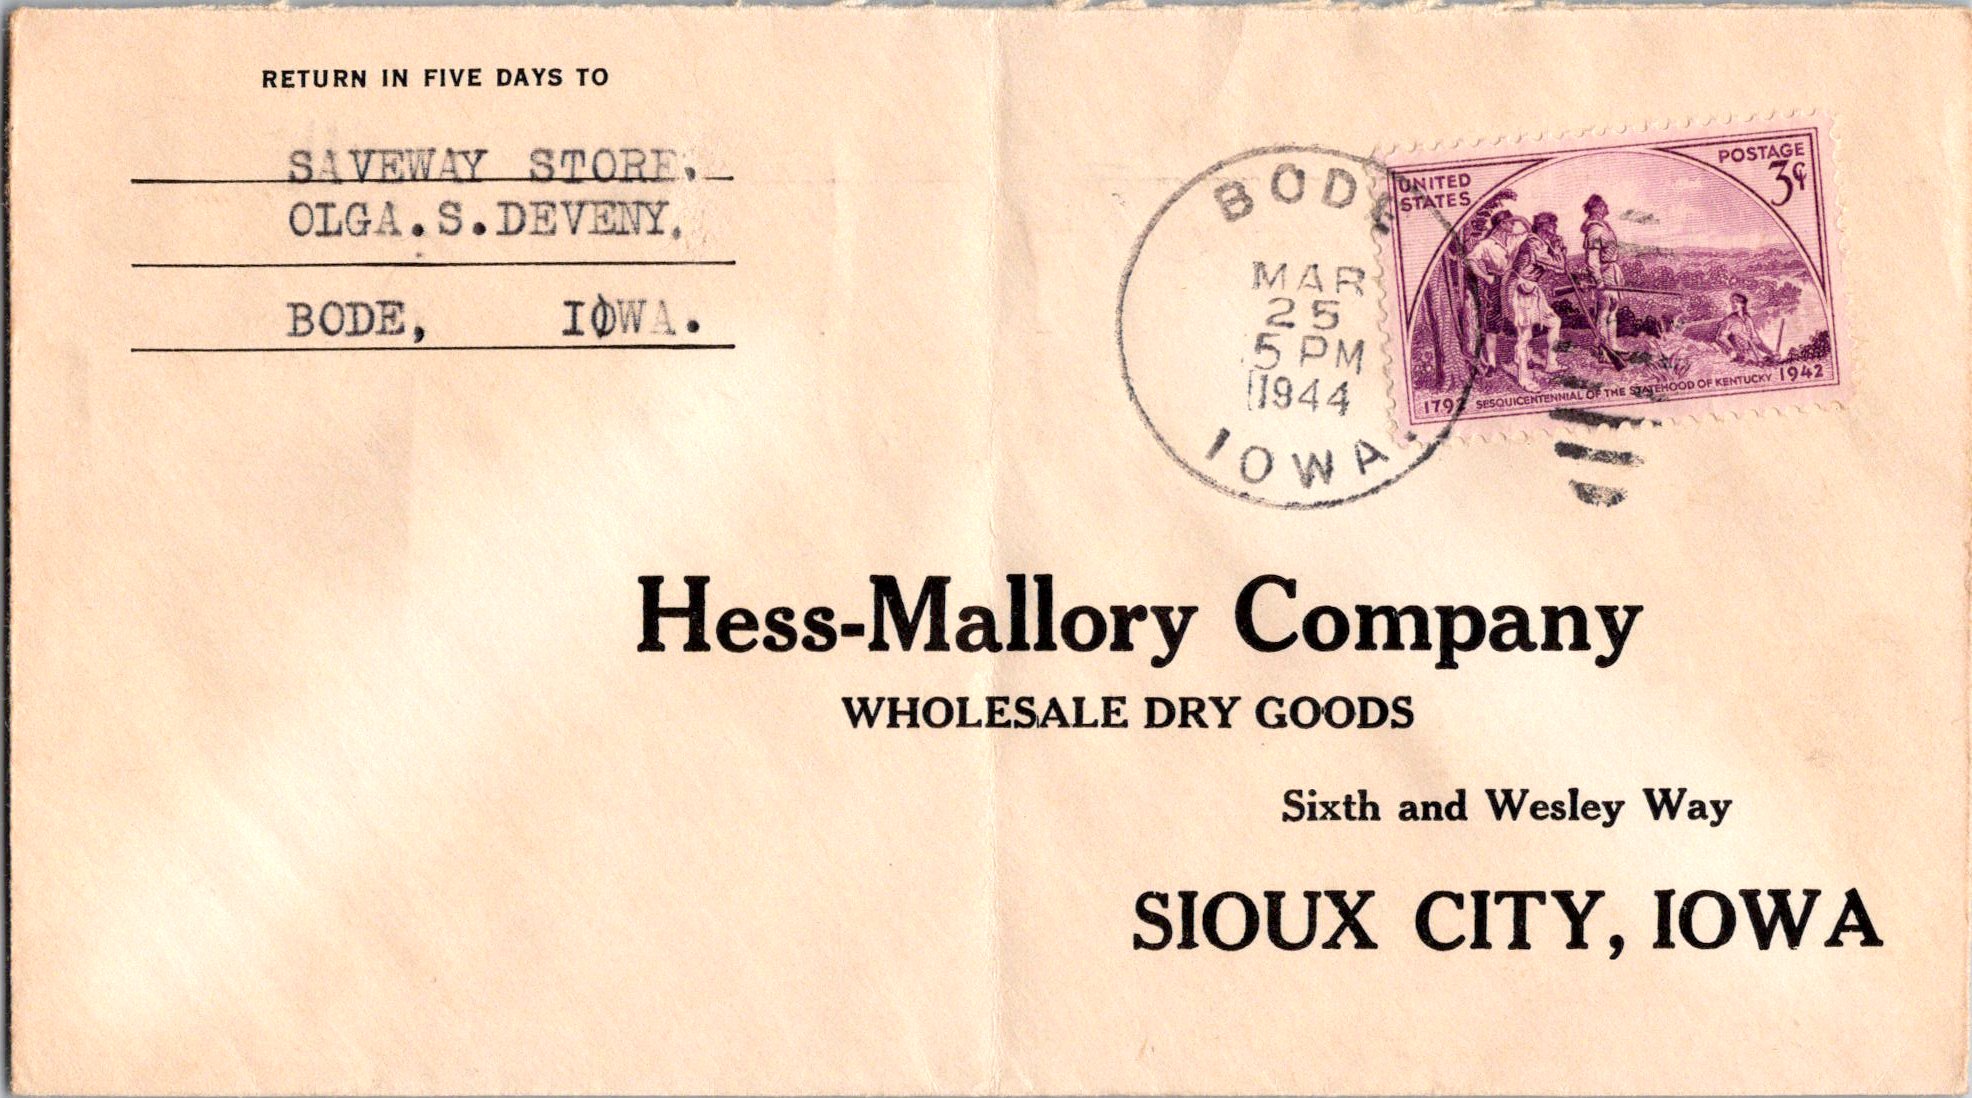 RETURN IN FIVE DAYS TO
SAVEWAY STORE.
OLGA.S.DEVENY.
BODE, IOWA.
BODE
MAR
25
5 PM
1944
IOWA.
UNITED
STATES
POSTAGE
3¢
1792 SESQUICENTENNIAL OF THE STATEHOOD OF KENTUCKY 1942
Hess-Mallory Company
WHOLESALE DRY GOODS
Sixth and Wesley Way
SIOUX CITY, IOWA